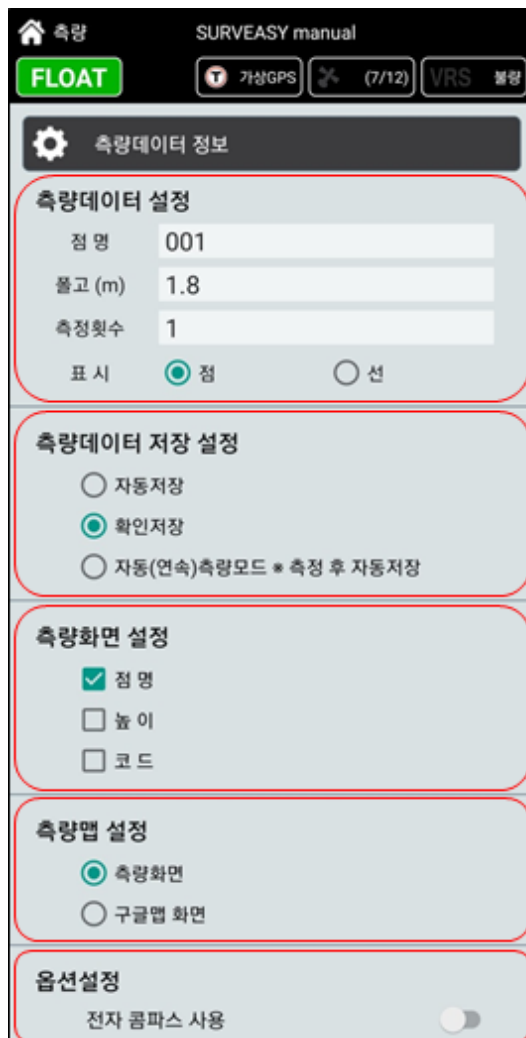 측량 SURVEASY manual
FLOAT T 가상GPS (7/12) VRS 불량
측량데이터 정보
측량데이터 설정
점 명 001
폴고 (m) 1.8
측정횟수 1
표 시 점 선
측량데이터 저장 설정
자동저장
확인저장
자동(연속)측량모드 ※ 측정 후 자동저장
측량화면 설정
점 명
높 이
코 드
측량맵 설정
측량화면
구글맵 화면
옵션설정
전자 콤파스 사용